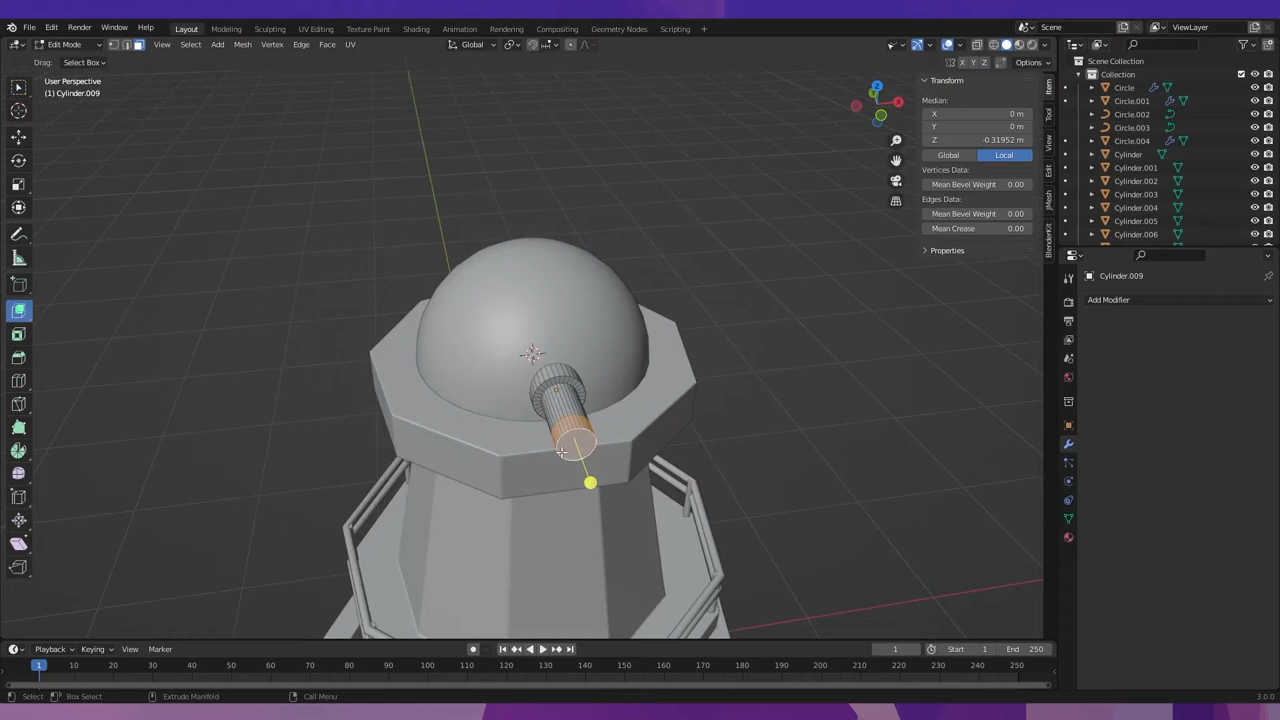 File Edit Render Window Help Layout Modeling Sculpting UV Editing Texture Paint Shading Animation Rendering Compositing Geometry Nodes Scripting + Scene ViewLayer
Edit Mode View Select Add Mesh Vertex Edge Face UV Global
Drag: Select Box X Y Z Options
User Perspective
(1) Cylinder.009
Transform
Median:
X 0 m
Y 0 m
Z -0.31952 m
Global Local
Vertices Data:
Mean Bevel Weight 0.00
Edges Data:
Mean Bevel Weight 0.00
Mean Crease 0.00
Properties
Item
Tool
View
Edit
JMesh
BlenderKit
Z
X
Scene Collection
Collection
Circle
Circle.001
Circle.002
Circle.003
Circle.004
Cylinder
Cylinder.001
Cylinder.002
Cylinder.003
Cylinder.004
Cylinder.005
Cylinder.006
Cylinder.009
Add Modifier
Playback Keying View Marker 1 Start 1 End 250
1 10 20 30 40 50 60 70 80 90 100 110 120 130 140 150 160 170 180 190 200 210 220 230 240 250
Select Box Select Extrude Manifold Call Menu 3.0.0